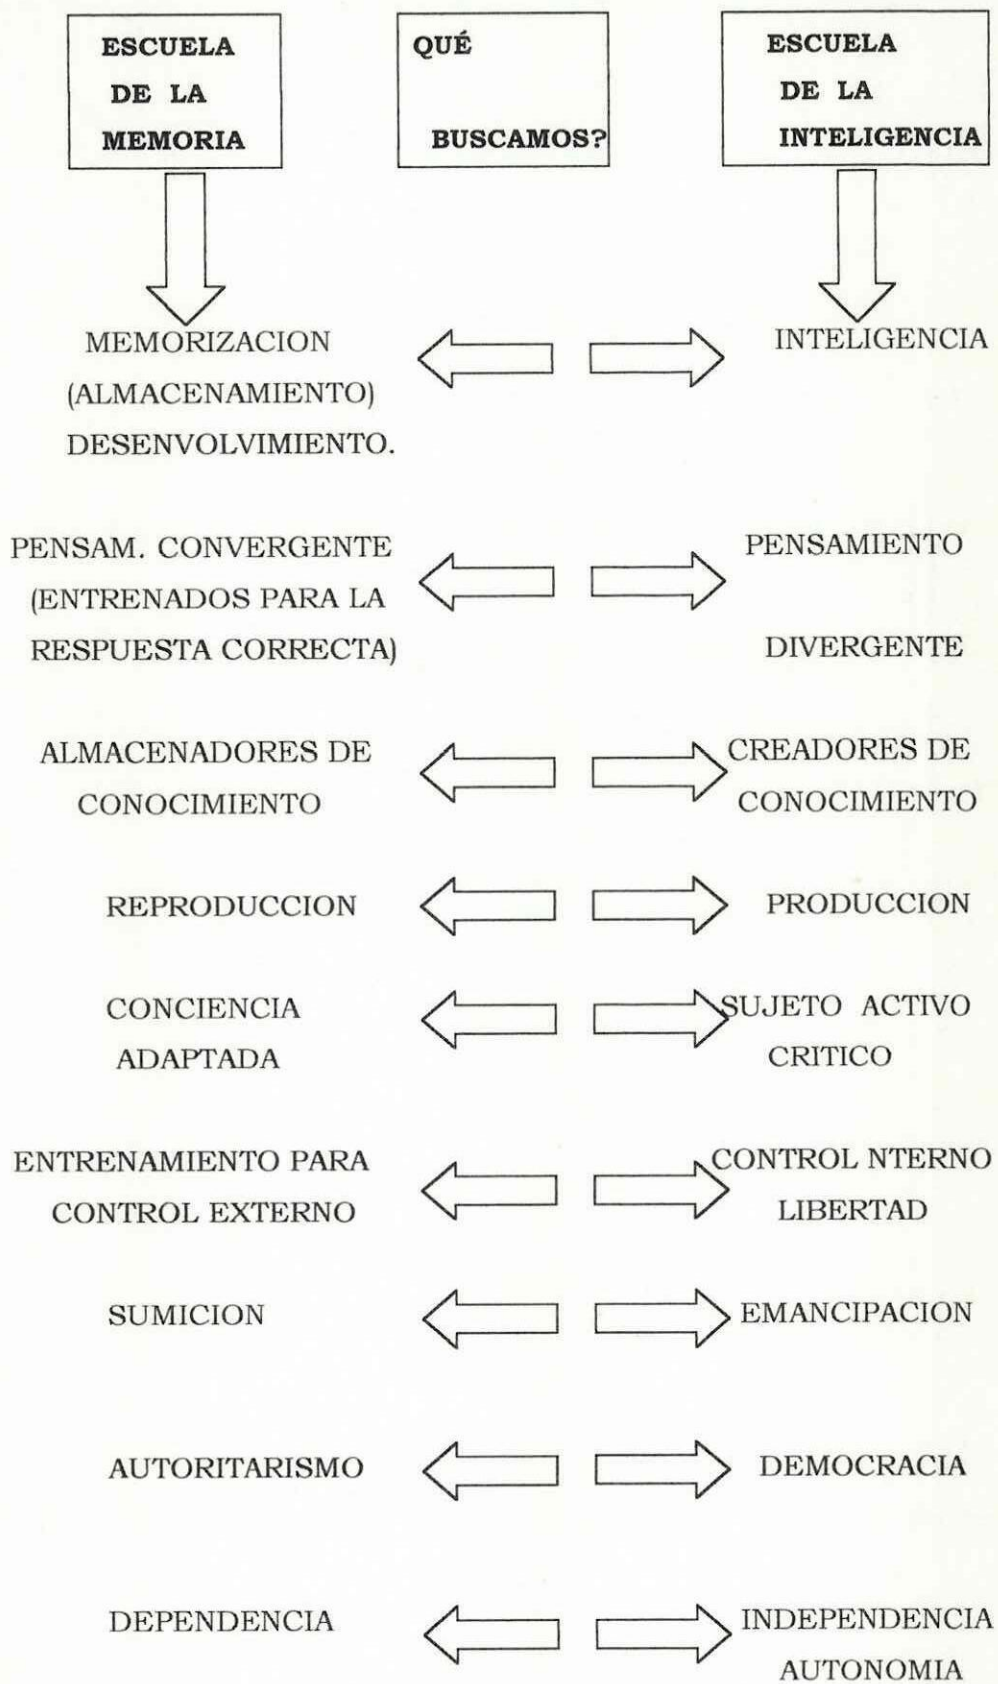 ESCUELA
DE LA
MEMORIA
QUÉ
BUSCAMOS?
ESCUELA
DE LA
INTELIGENCIA
MEMORIZACION
(ALMACENAMIENTO)
DESENVOLVIMIENTO.
INTELIGENCIA
PENSAM. CONVERGENTE
(ENTRENADOS PARA LA
RESPUESTA CORRECTA)
PENSAMIENTO
DIVERGENTE
ALMACENADORES DE
CONOCIMIENTO
CREADORES DE
CONOCIMIENTO
REPRODUCCION
PRODUCCION
CONCIENCIA
ADAPTADA
SUJETO ACTIVO
CRITICO
ENTRENAMIENTO PARA
CONTROL EXTERNO
CONTROL NTERNO
LIBERTAD
SUMICION
EMANCIPACION
AUTORITARISMO
DEMOCRACIA
DEPENDENCIA
INDEPENDENCIA
AUTONOMIA